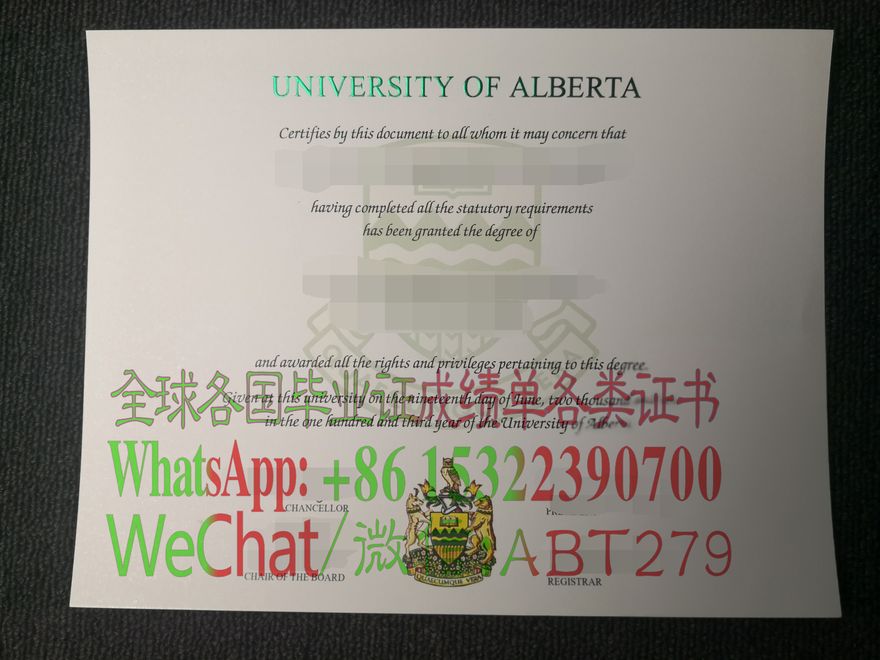 UNIVERSITY OF ALBERTA
Certifies by this document to all whom it may concern that
having completed all the statutory requirements
has been granted the degree of
and awarded all the rights and privileges pertaining to this degree.
全球各国毕业证成绩单各类证书
Given at this university on the nineteenth day of June, two thousand
in the one hundred and third year of the University of Alberta
WhatsApp: +86 15322390700
CHANCELLOR
WeChat/微 ABT279
QUAECUMQUE VERA
CHAIR OF THE BOARD
REGISTRAR